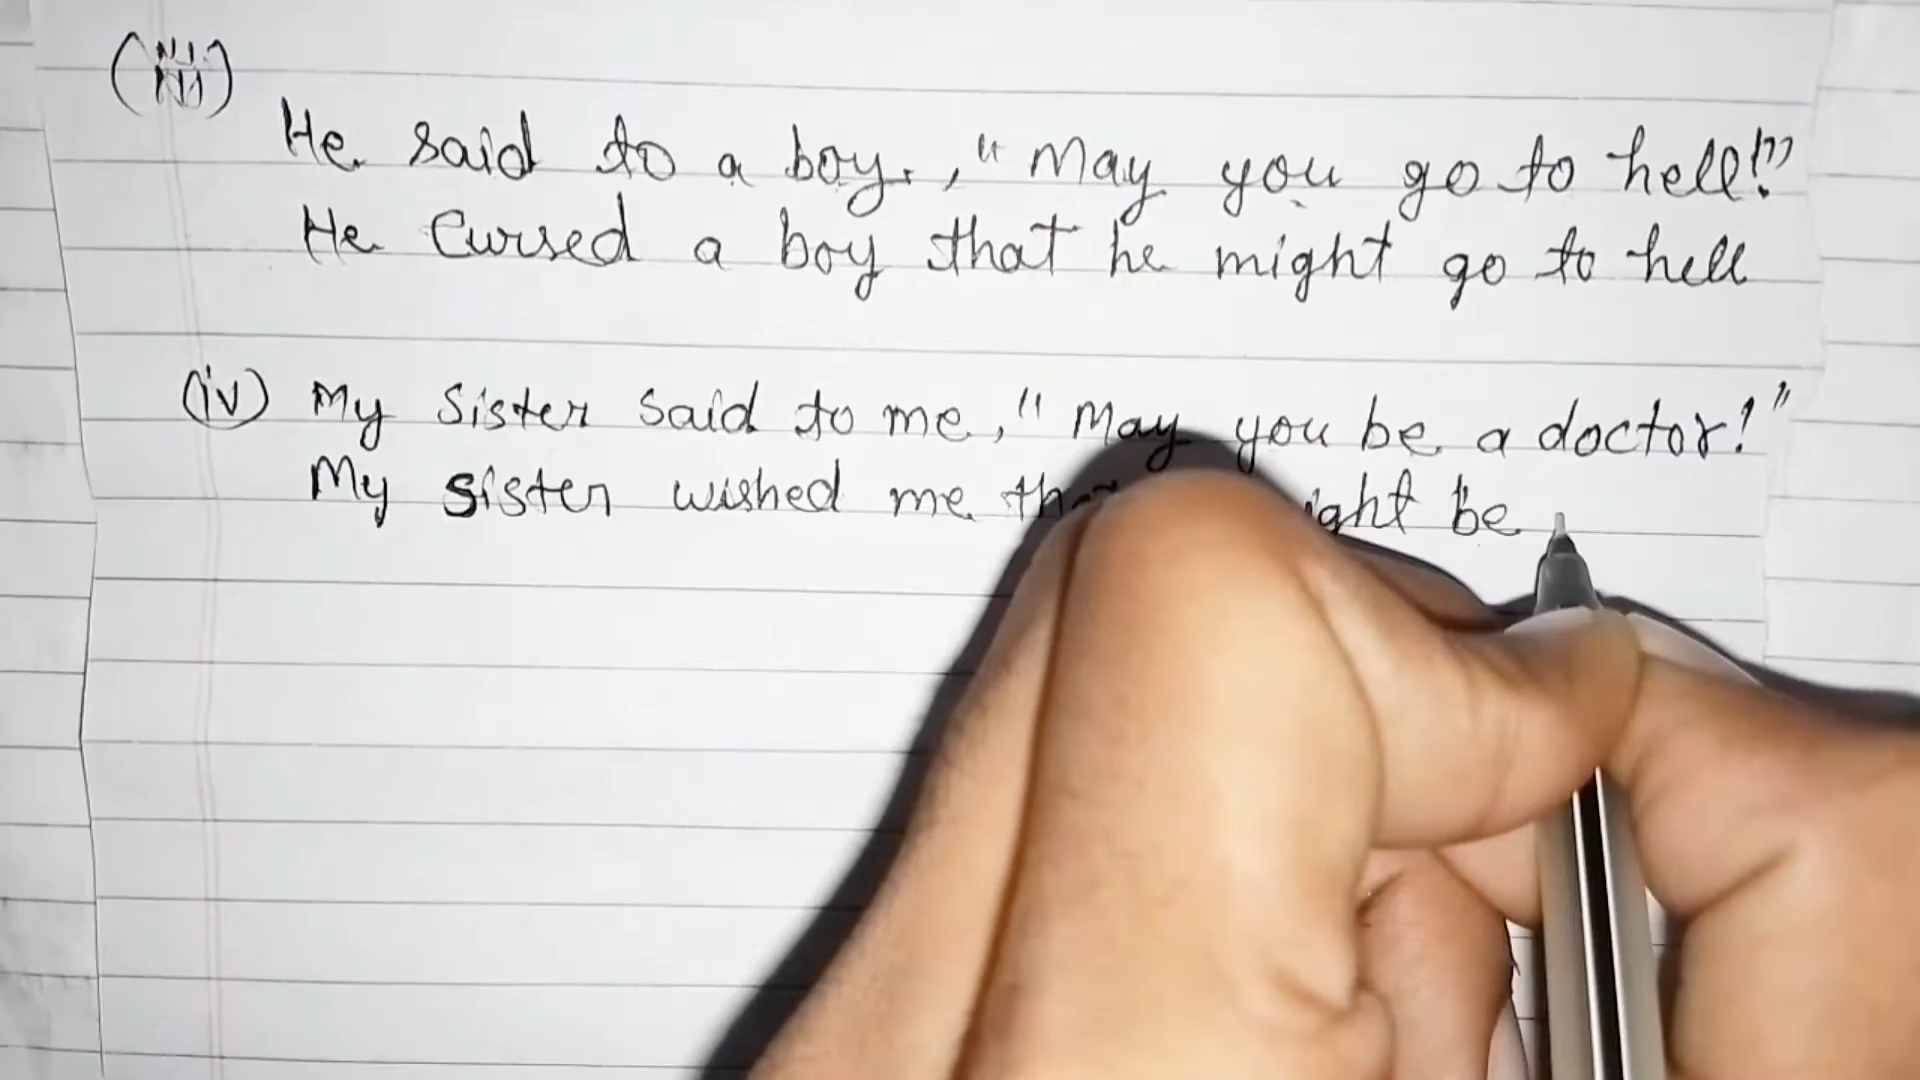 (iii)
He said to a boy, "May you go to hell!"
He Cursed a boy that he might go to hell
(iv) My Sister Said to me, "May you be a doctor!"
My sister wished me be